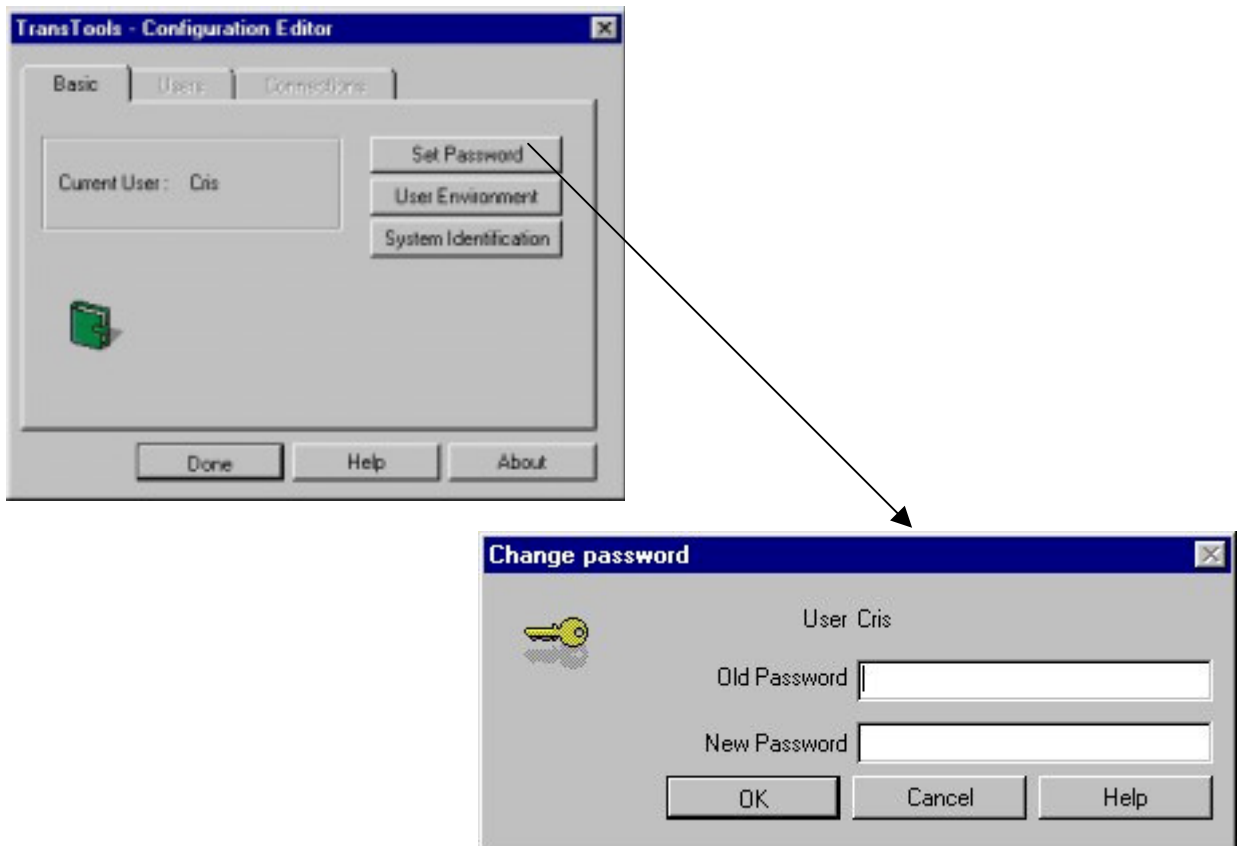 TransTools - Configuration Editor
Basic Users Connections
Set Password
Current User : Cris
User Environment
System Identification
Done Help About
Change password
User Cris
Old Password
New Password
OK Cancel Help